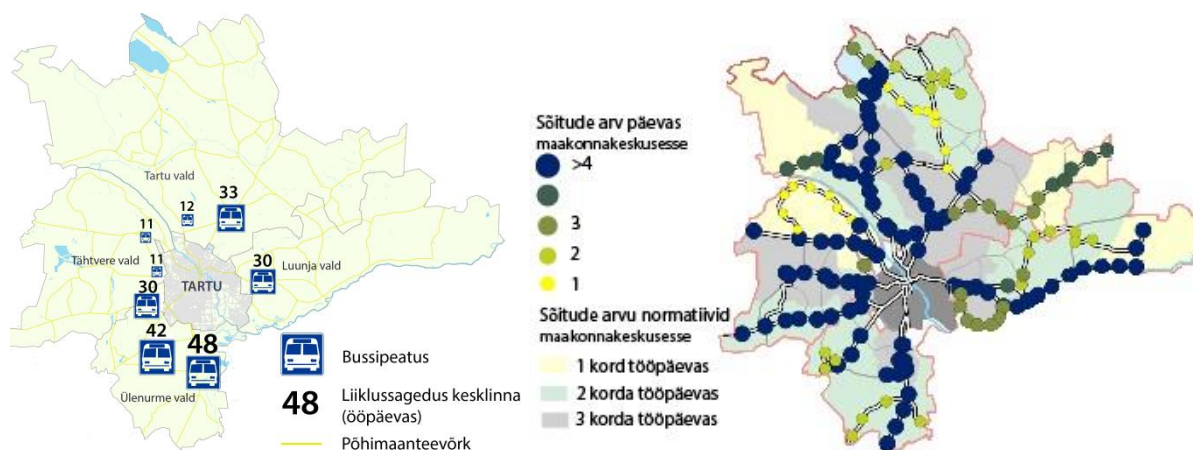 Tartu vald
33
12
11
Tähtvere vald
11
TARTU
30
Luunja vald
30
42
48
Ülenurme vald
Bussipeatus
48
Liiklussagedus kesklinna
(ööpäevas)
Põhimaanteevõrk
Sõitude arv päevas
maakonnakeskusesse
>4
3
2
1
Sõitude arvu normatiivid
maakonnakeskusesse
1 kord tööpäevas
2 korda tööpäevas
3 korda tööpäevas